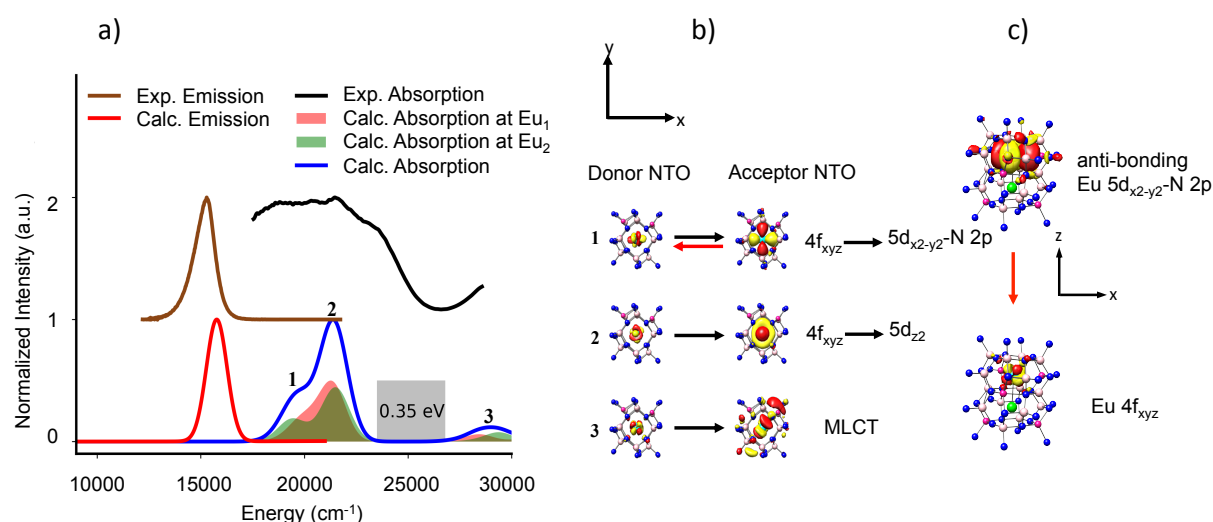 a)
Exp. Emission
Calc. Emission
Exp. Absorption
Calc. Absorption at Eu1
Calc. Absorption at Eu2
Calc. Absorption
Normalized Intensity (a.u.)
2
1
0
1
2
3
0.35 eV
10000 15000 20000 25000 30000
Energy (cm-1)
b)
y
x
Donor NTO Acceptor NTO
1 4fxyz 5dx2-y2-N 2p
2 4fxyz 5dz2
3 MLCT
c)
anti-bonding
Eu 5dx2-y2-N 2p
z
x
Eu 4fxyz